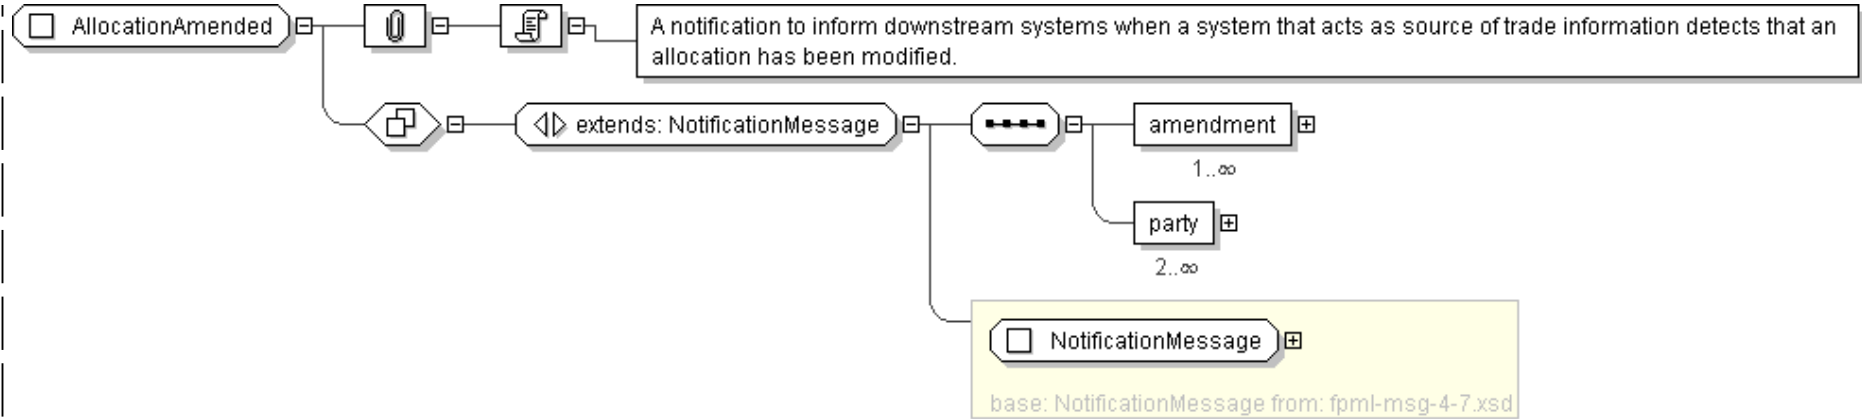 AllocationAmended
A notification to inform downstream systems when a system that acts as source of trade information detects that an
allocation has been modified.
extends: NotificationMessage
amendment
1..∞
party
2..∞
NotificationMessage
base: NotificationMessage from: fpml-msg-4-7.xsd